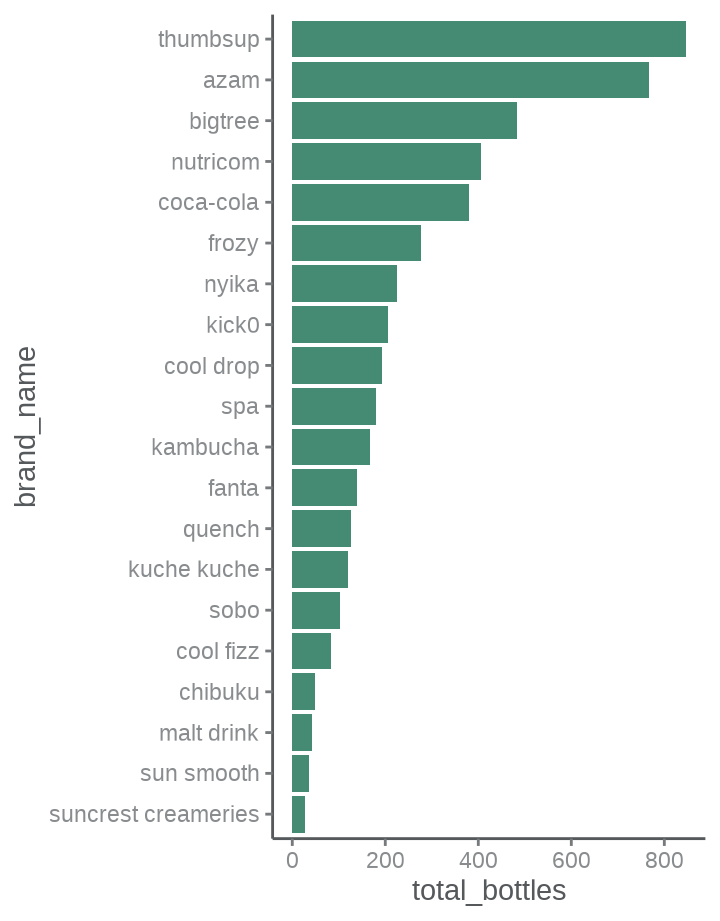 thumbsup
azam
bigtree
nutricom
coca-cola
frozy
nyika
kick0
cool drop
spa
kambucha
fanta
quench
kuche kuche
sobo
cool fizz
chibuku
malt drink
sun smooth
suncrest creameries
brand_name
0 200 400 600 800
total_bottles